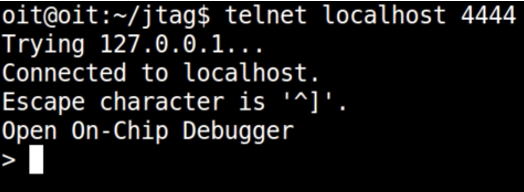 oit@oit:~/jtag$ telnet localhost 4444
Trying 127.0.0.1...
Connected to localhost.
Escape character is '^]'.
Open On-Chip Debugger
>